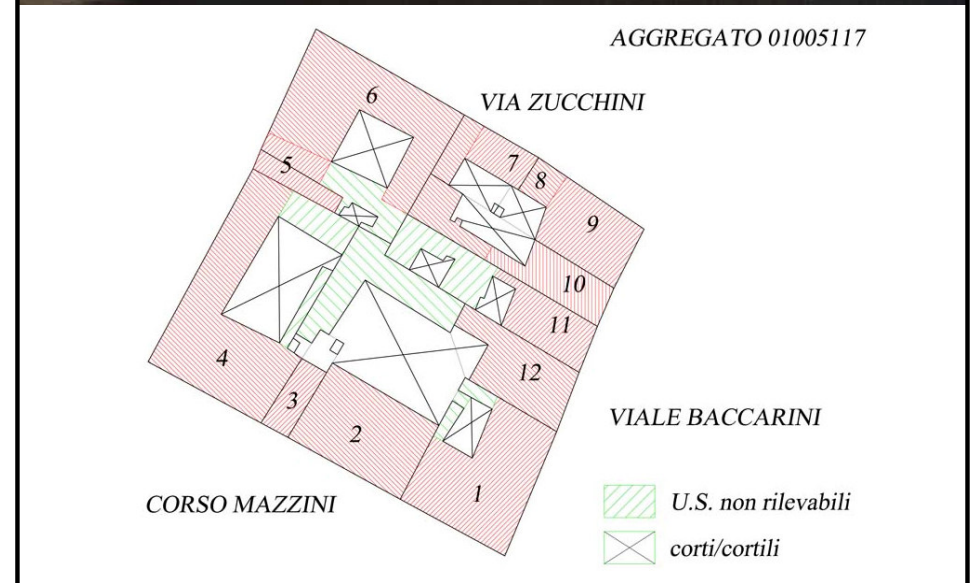 AGGREGATO 01005117
VIA ZUCCHINI
6
7
8
5
9
10
11
4
12
3
2
VIALE BACCARINI
1
CORSO MAZZINI
U.S. non rilevabili
corti/cortili